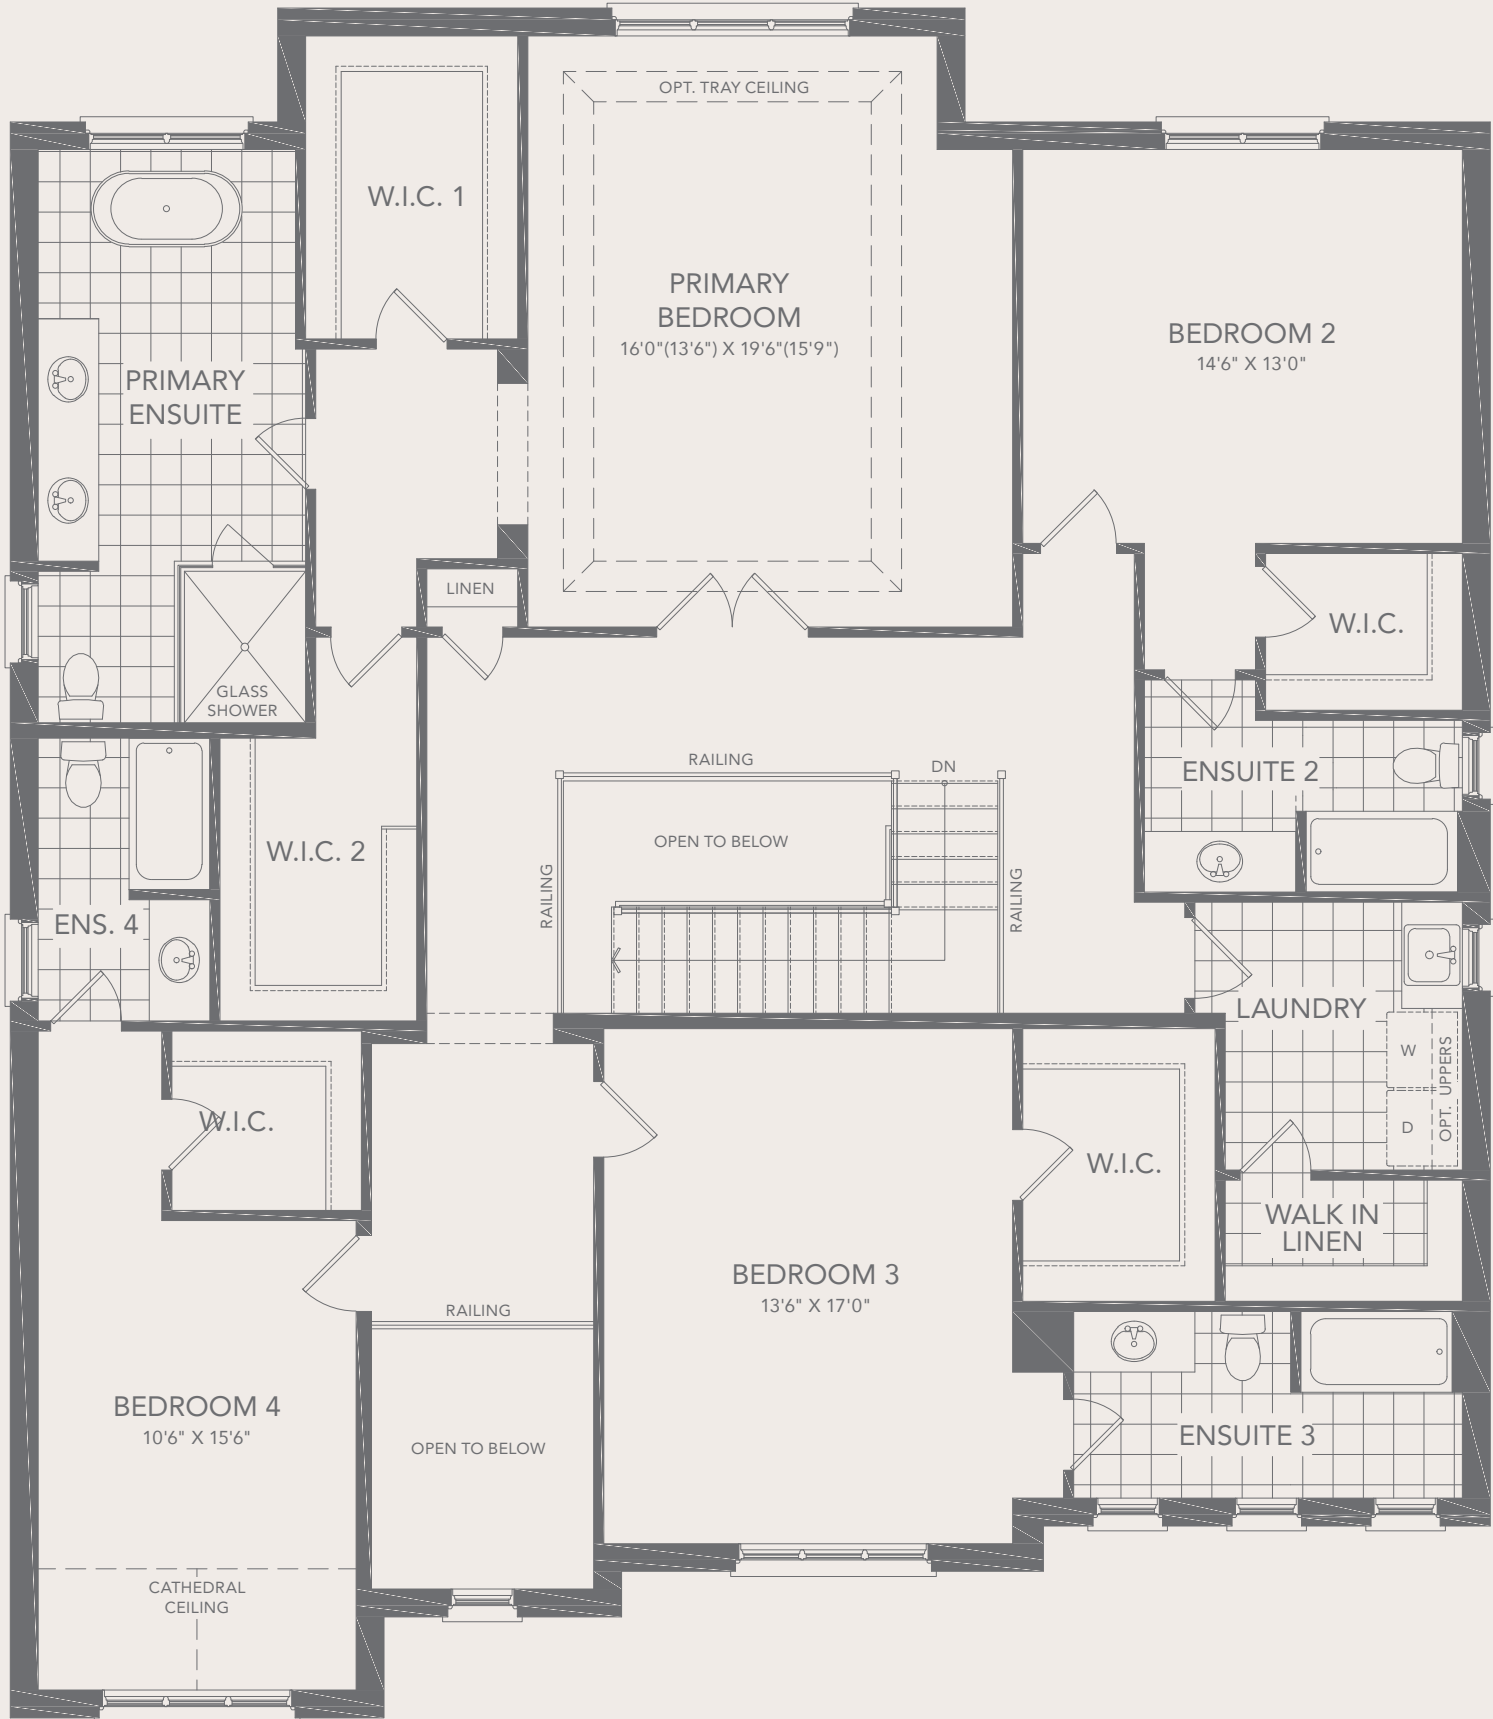 OPT. TRAY CEILING
W.I.C. 1
PRIMARY
BEDROOM
16'0"(13'6") X 19'6"(15'9")
BEDROOM 2
14'6" X 13'0"
PRIMARY
ENSUITE
LINEN
W.I.C.
GLASS
SHOWER
RAILING
DN
ENSUITE 2
OPEN TO BELOW
W.I.C. 2
RAILING
RAILING
ENS. 4
LAUNDRY
W
OPT. UPPERS
D
W.I.C.
W.I.C.
WALK IN
LINEN
BEDROOM 3
13'6" X 17'0"
RAILING
BEDROOM 4
10'6" X 15'6"
ENSUITE 3
OPEN TO BELOW
CATHEDRAL
CEILING